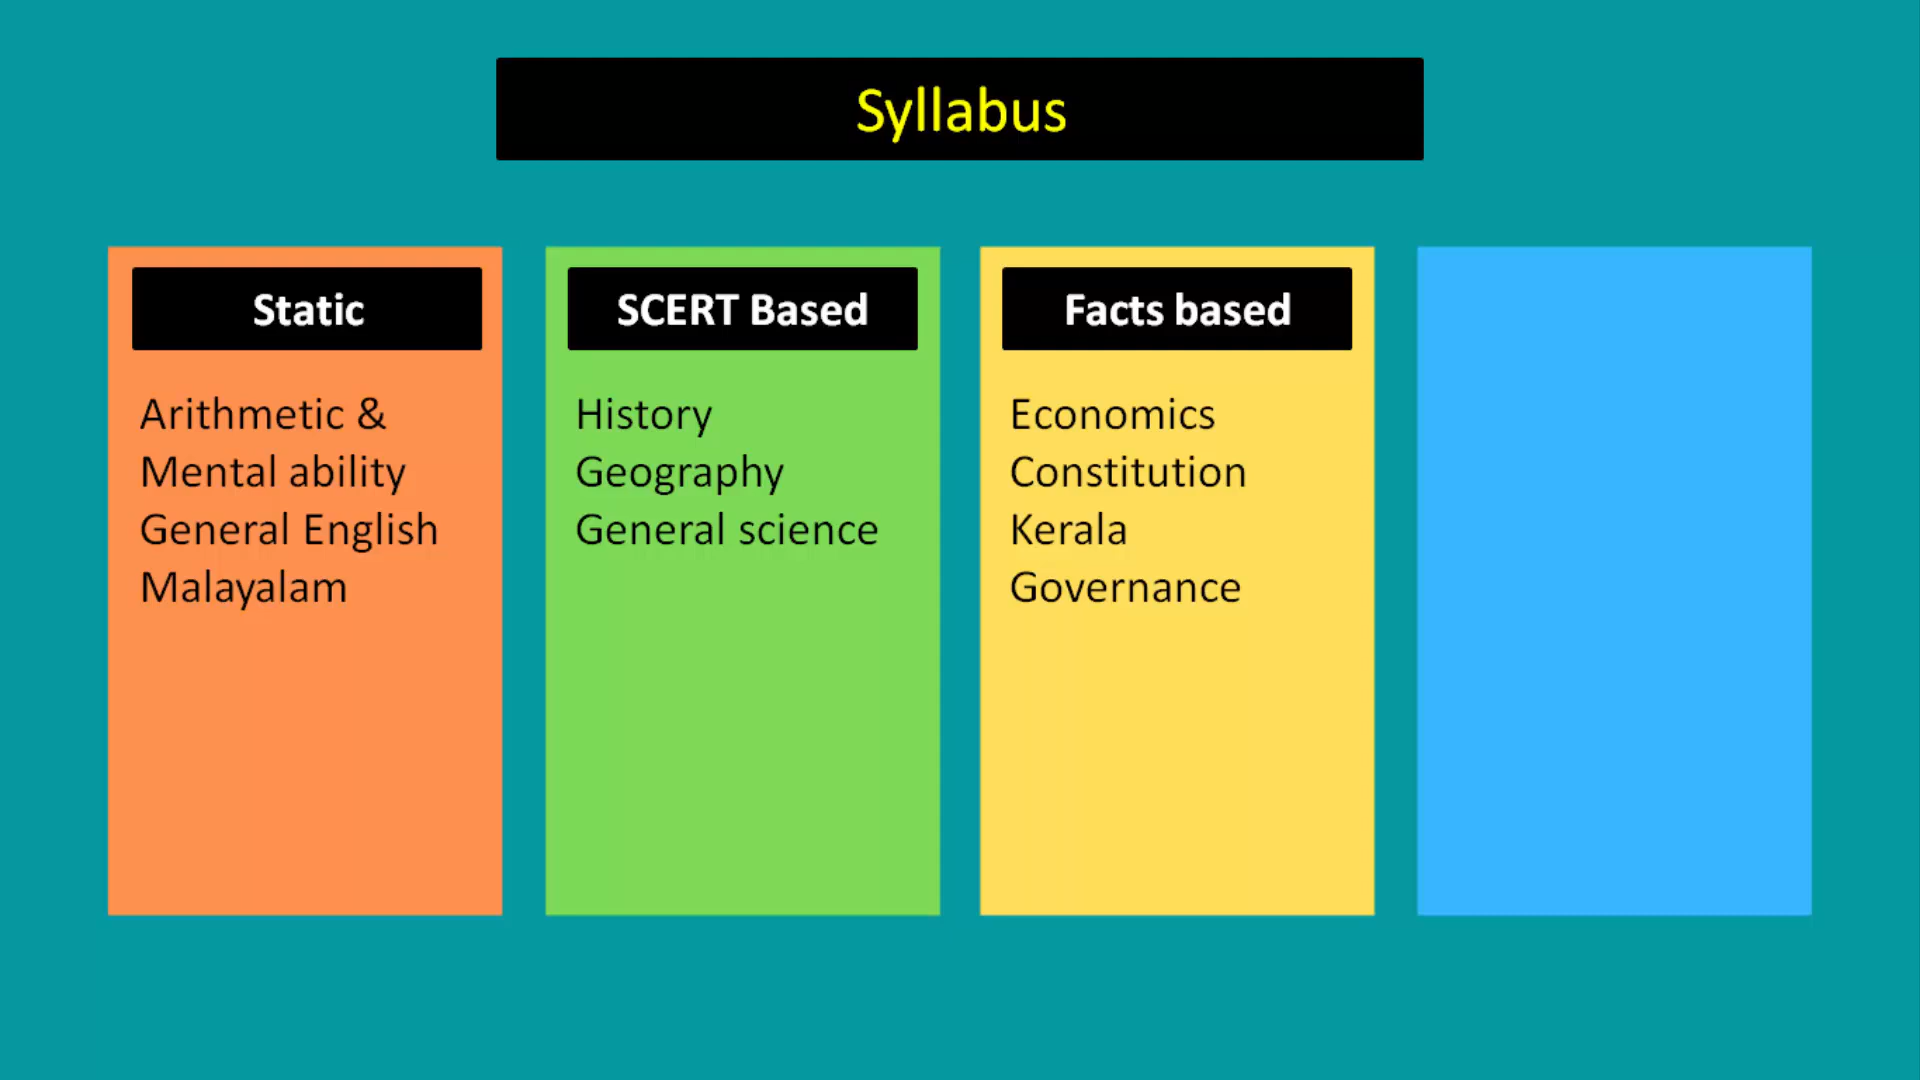 Syllabus
Static
Arithmetic &
Mental ability
General English
Malayalam
SCERT Based
History
Geography
General science
Facts based
Economics
Constitution
Kerala
Governance